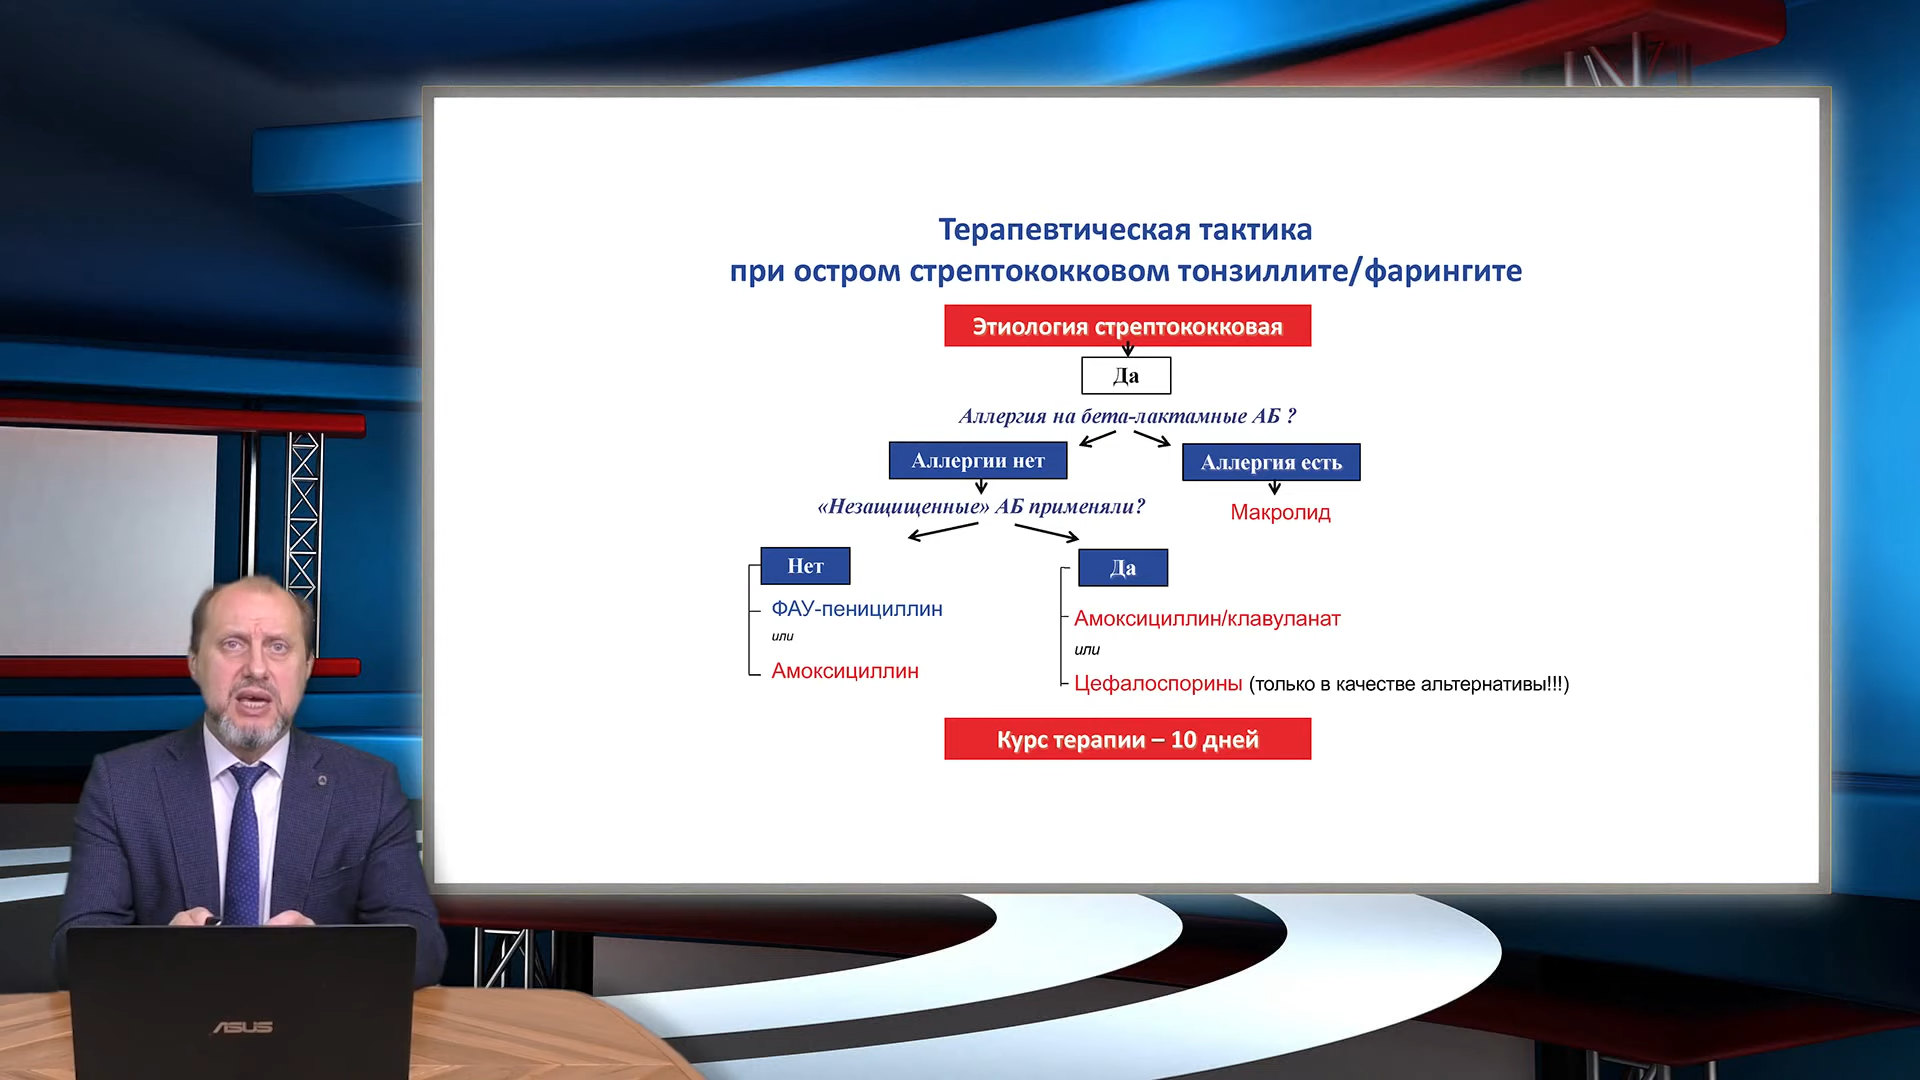 Терапевтическая тактика
при остром стрептококковом тонзиллите/фарингите
Этиология стрептококковая
Да
Аллергия на бета-лактамные АБ ?
Аллергии нет
Аллергия есть
«Незащищенные» АБ применяли?
Макролид
Нет
Да
ФАУ-пенициллин
или
Амоксициллин
Амоксициллин/клавуланат
или
Цефалоспорины (только в качестве альтернативы!!!)
Курс терапии – 10 дней
ASUS